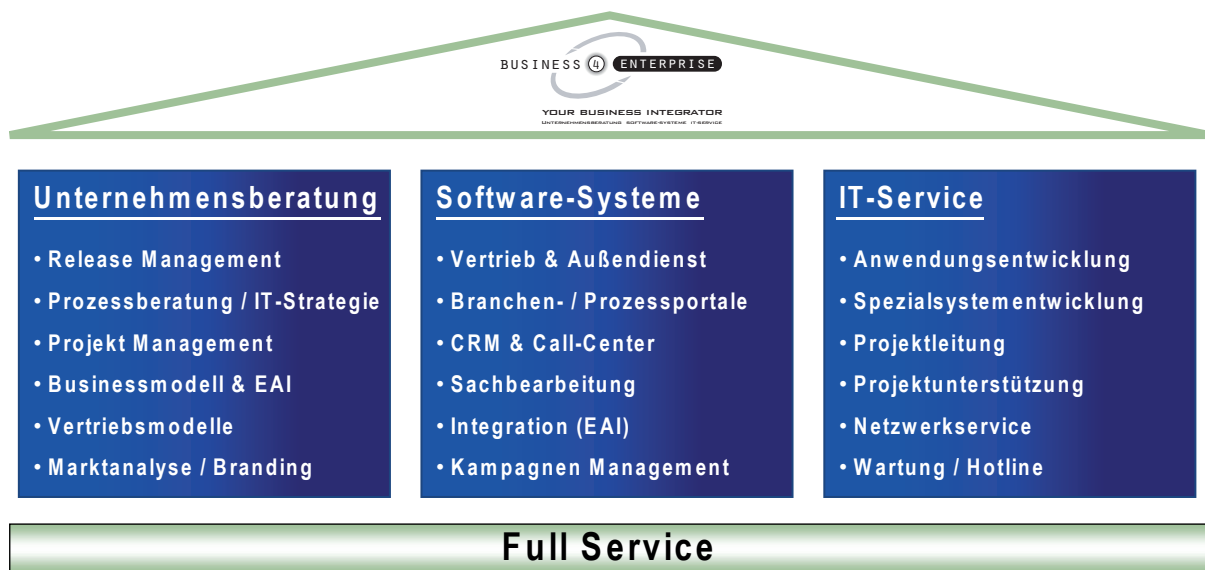 BUSINESS 4 ENTERPRISE
YOUR BUSINESS INTEGRATOR
UNTERNEHMENSBERATUNG SOFTWARE-SYSTEME IT-SERVICE
Unternehmensberatung
• Release Management
• Prozessberatung / IT-Strategie
• Projekt Management
• Businessmodell & EAI
• Vertriebsmodelle
• Marktanalyse / Branding
Software-Systeme
• Vertrieb & Außendienst
• Branchen- / Prozessportale
• CRM & Call-Center
• Sachbearbeitung
• Integration (EAI)
• Kampagnen Management
IT-Service
• Anwendungsentwicklung
• Spezialsystementwicklung
• Projektleitung
• Projektunterstützung
• Netzwerkservice
• Wartung / Hotline
Full Service